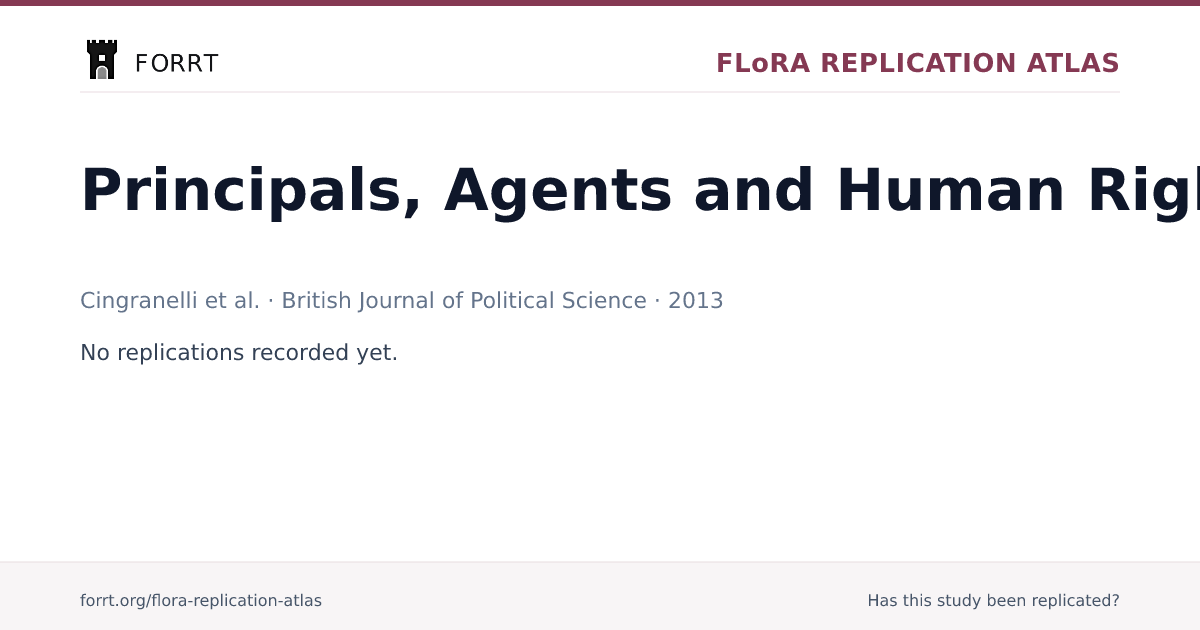 FORRT
FLoRA REPLICATION ATLAS
Principals, Agents and Human
Cingranelli et al. · British Journal of Political Science · 2013
No replications recorded yet.
forrt.org/flora-replication-atlas
Has this study been replicated?